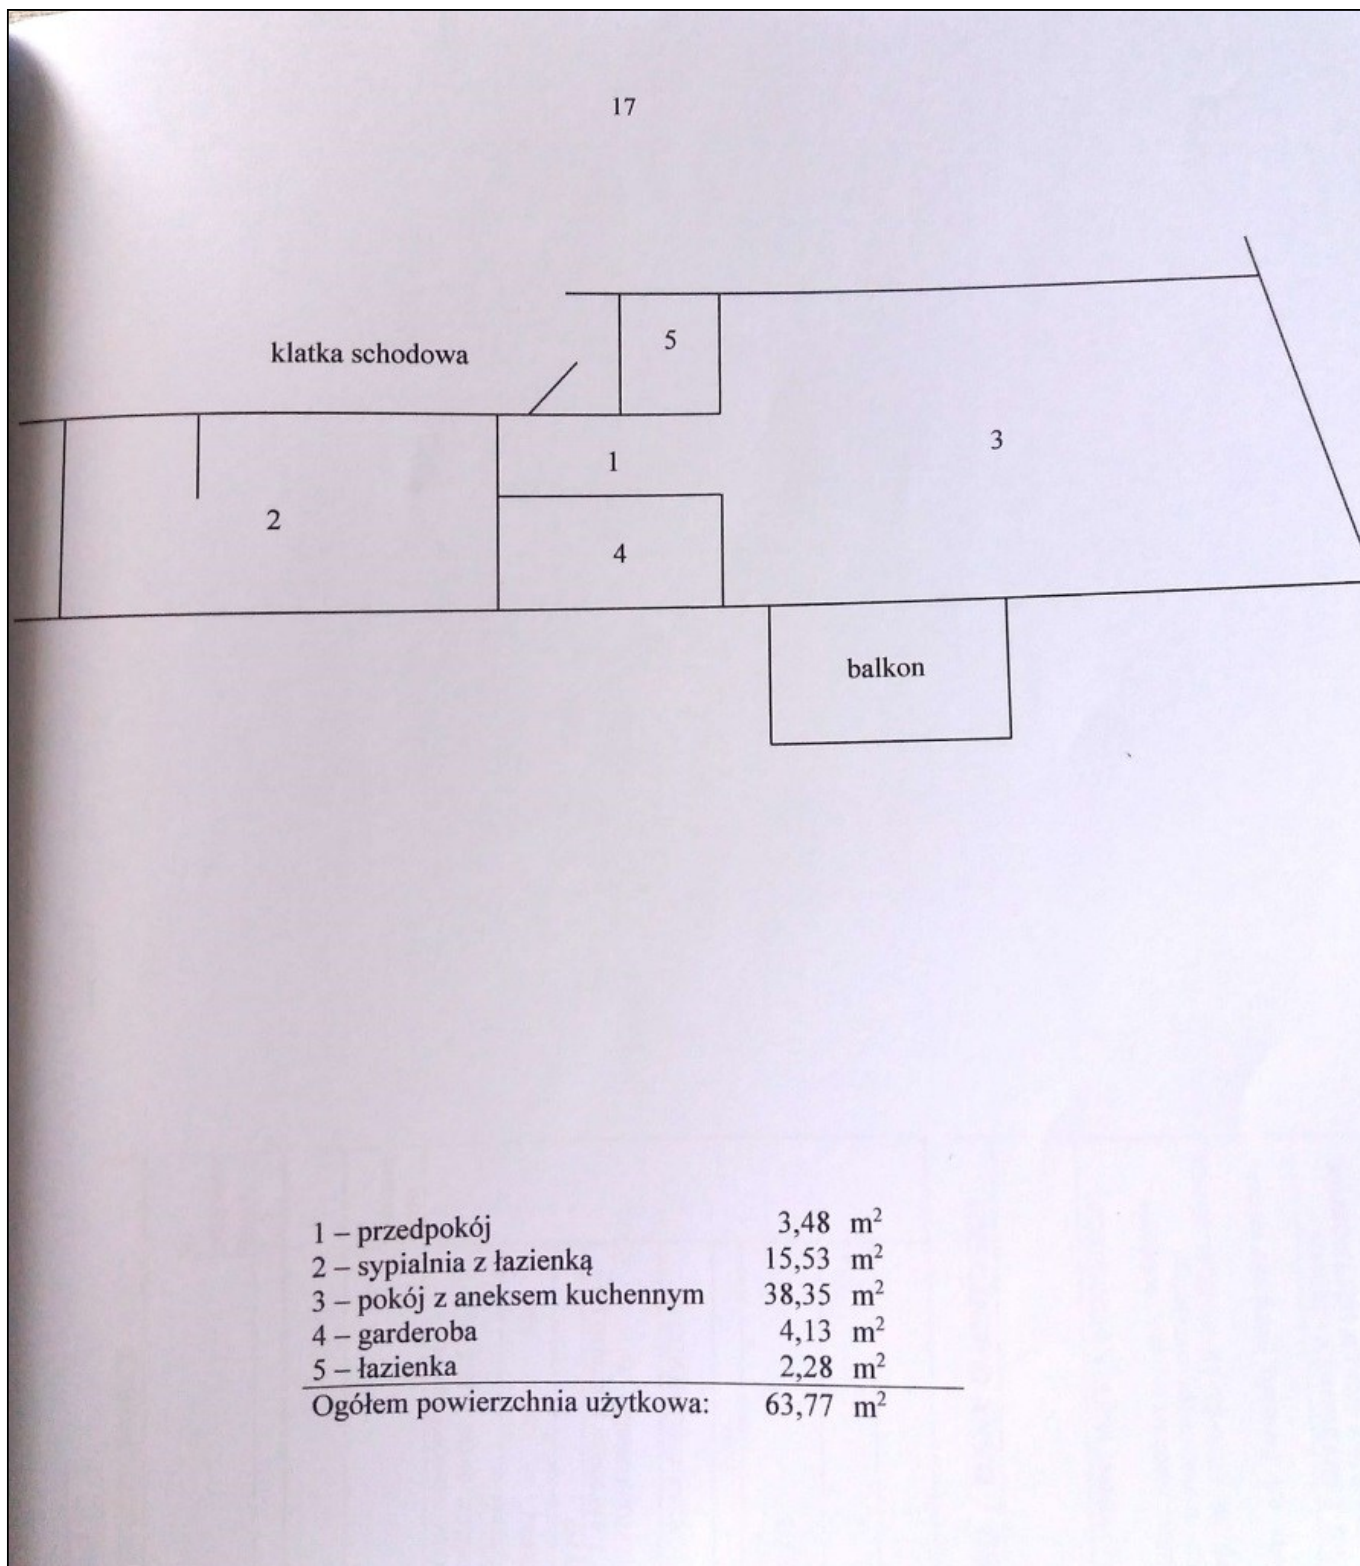 17
klatka schodowa
5
1
3
2
4
balkon
1 – przedpokój 3,48 m²
2 – sypialnia z łazienką 15,53 m²
3 – pokój z aneksem kuchennym 38,35 m²
4 – garderoba 4,13 m²
5 – łazienka 2,28 m²
Ogółem powierzchnia użytkowa: 63,77 m²